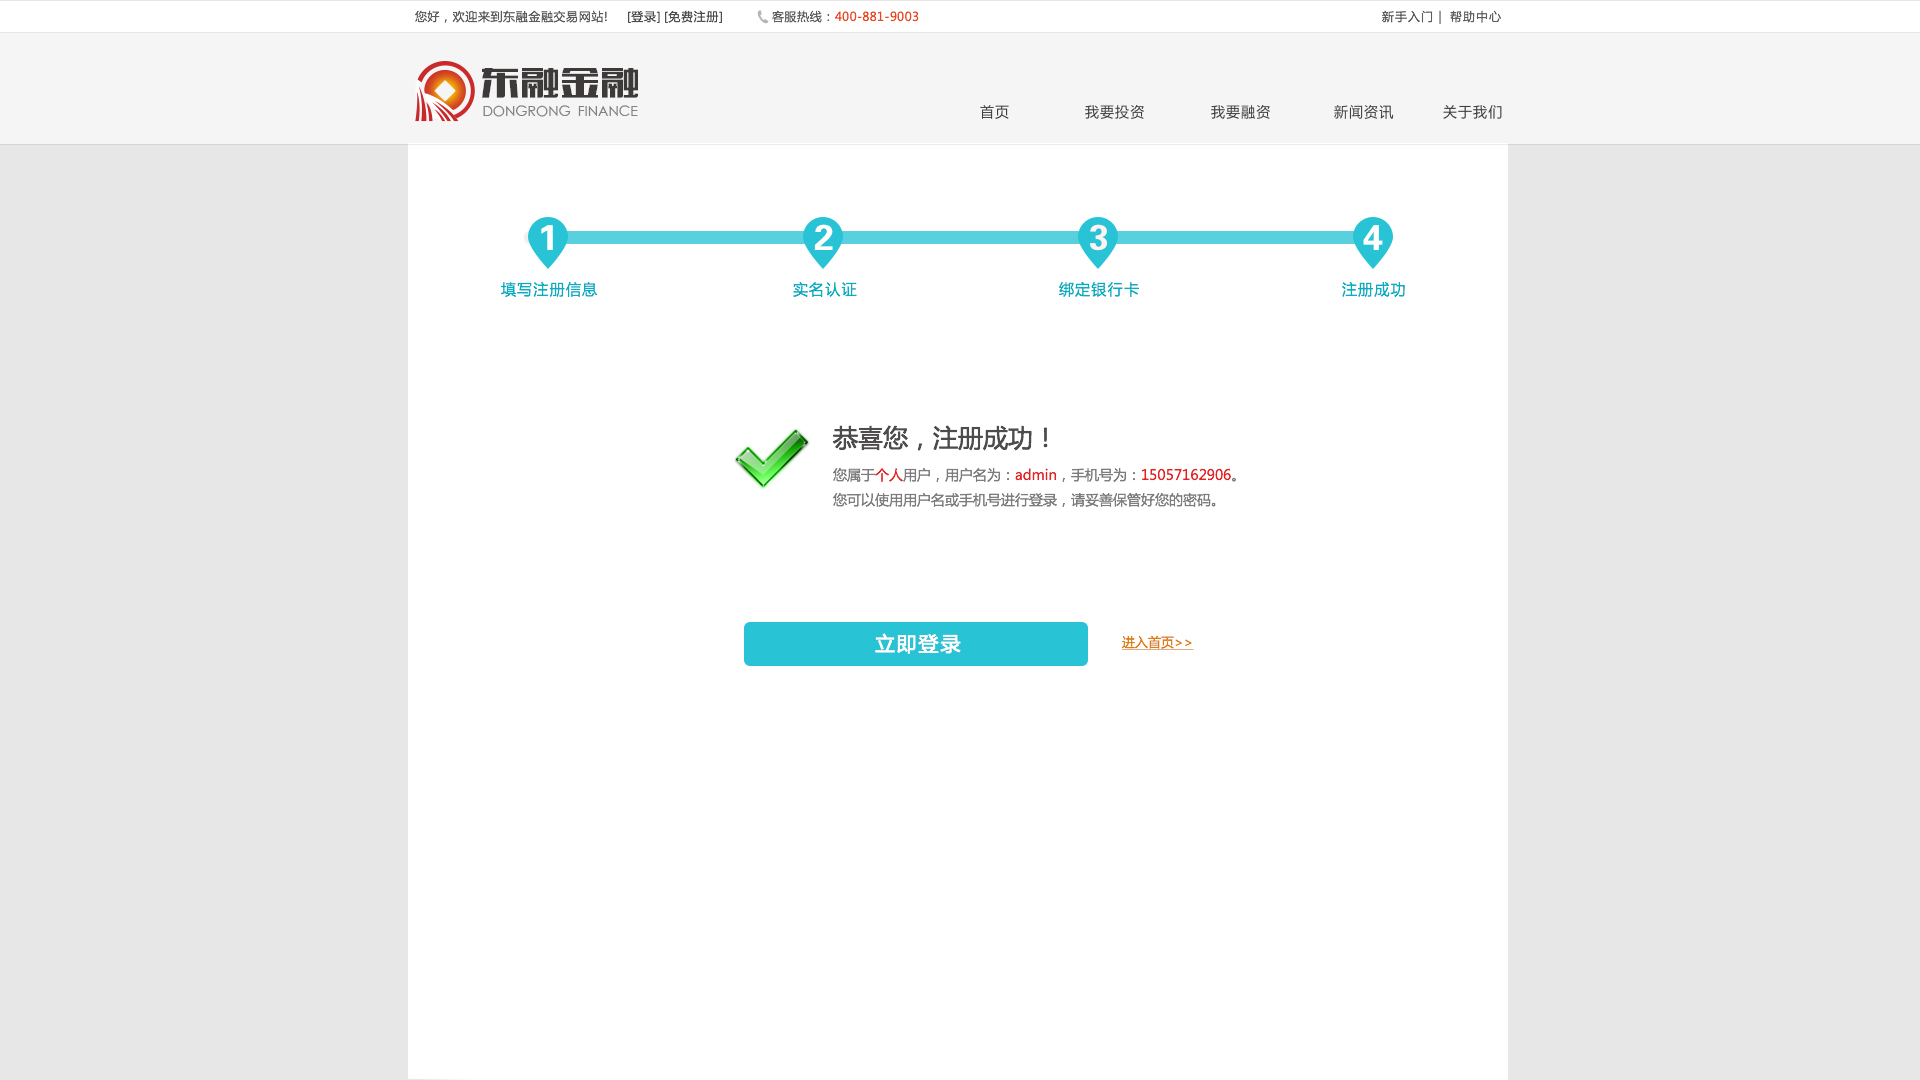 您好，欢迎来到东融金融交易网站! [登录] [免费注册] 客服热线：400-881-9003 新手入门 | 帮助中心
东融金融
DONGRONG FINANCE
首页 我要投资 我要融资 新闻资讯 关于我们
1 2 3 4
填写注册信息 实名认证 绑定银行卡 注册成功
恭喜您，注册成功！
您属于个人用户，用户名为：admin，手机号为：15057162906。
您可以使用用户名或手机号进行登录，请妥善保管好您的密码。
立即登录 进入首页>>